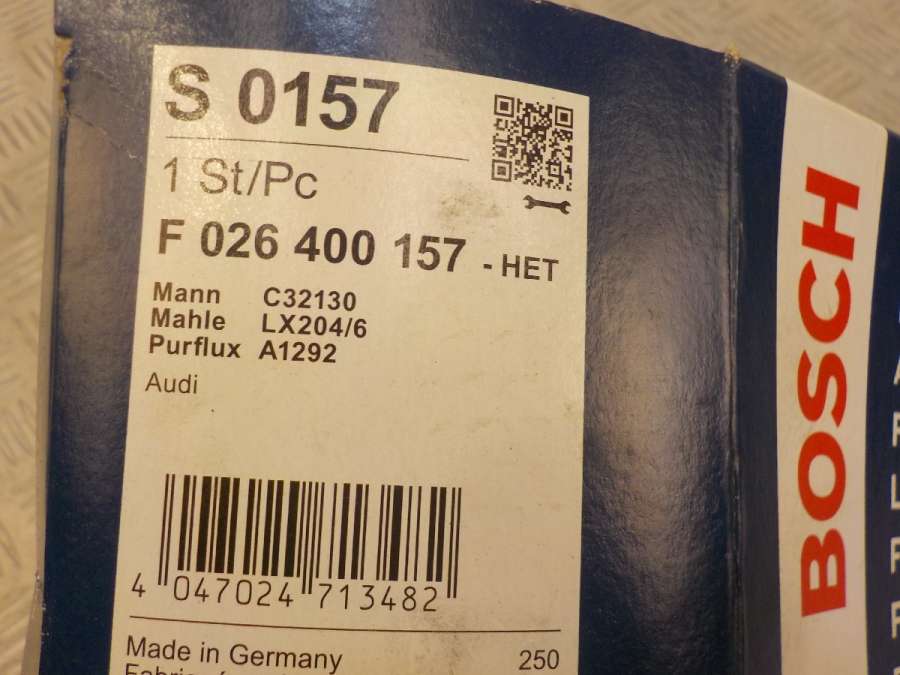 S 0157
1 St/Pc
F 026 400 157 - HET
Mann C32130
Mahle LX204/6
Purflux A1292
Audi
4 047024 713482
Made in Germany 250
BOSCH